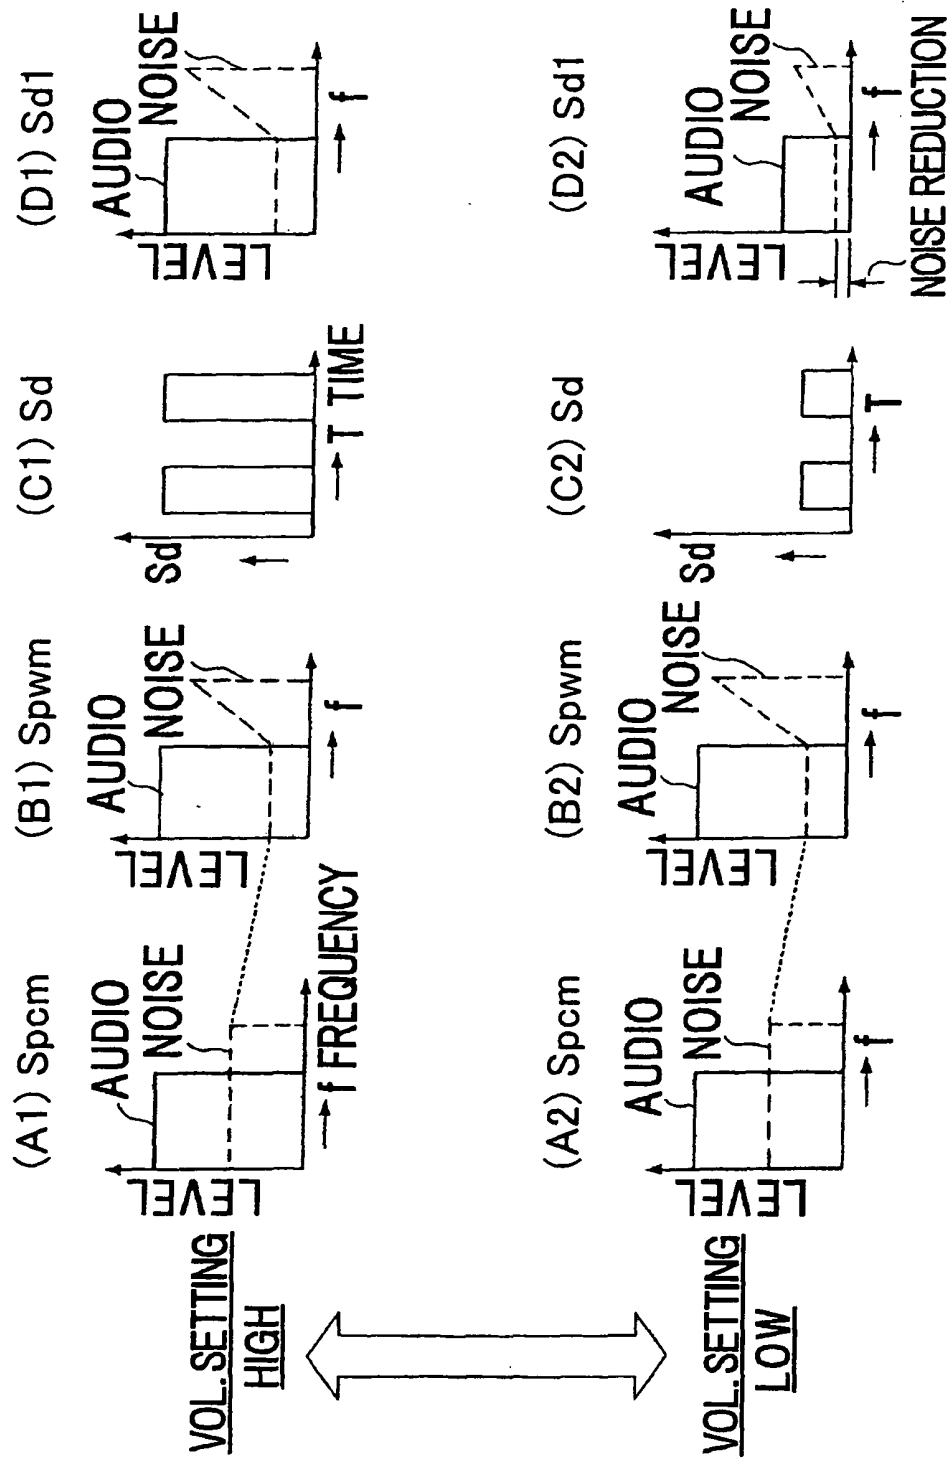 VOL.SETTING
HIGH
(A1) Spcm
LEVEL
AUDIO
NOISE
f FREQUENCY
(B1) Spwm
LEVEL
AUDIO
NOISE
f
(C1) Sd
Sd
T TIME
(D1) Sd1
LEVEL
AUDIO
NOISE
f
VOL.SETTING
LOW
(A2) Spcm
LEVEL
AUDIO
NOISE
f
(B2) Spwm
LEVEL
AUDIO
NOISE
f
(C2) Sd
Sd
T
(D2) Sd1
LEVEL
AUDIO
NOISE
f
NOISE REDUCTION